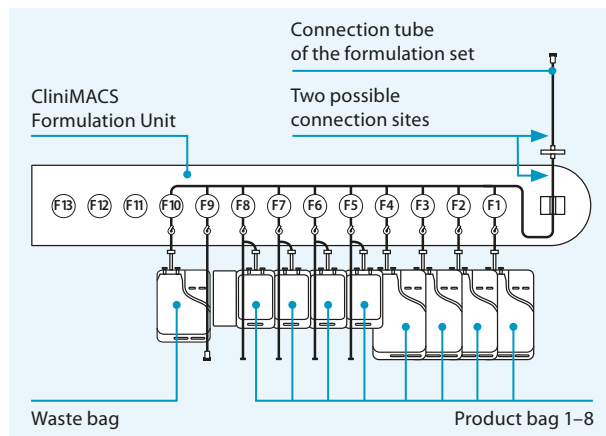 Connection tube
of the formulation set
CliniMACS
Formulation Unit
Two possible
connection sites
F13 F12 F11 F10 F9 F8 F7 F6 F5 F4 F3 F2 F1
Waste bag
Product bag 1–8